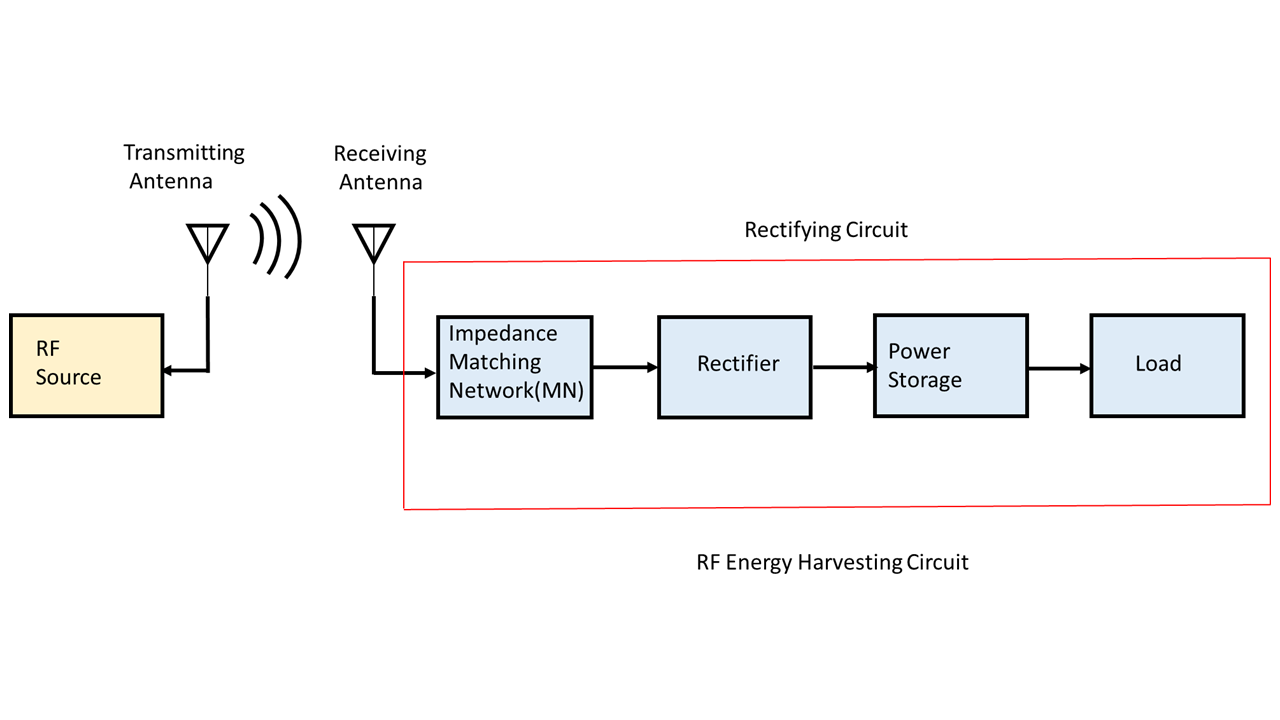 Transmitting
Antenna
Receiving
Antenna
Rectifying Circuit
RF
Source
Impedance
Matching
Network(MN)
Rectifier
Power
Storage
Load
RF Energy Harvesting Circuit